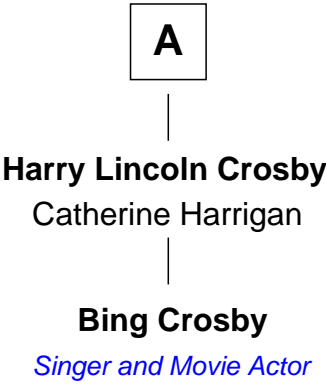 A
Harry Lincoln Crosby
Catherine Harrigan
Bing Crosby
Singer and Movie Actor